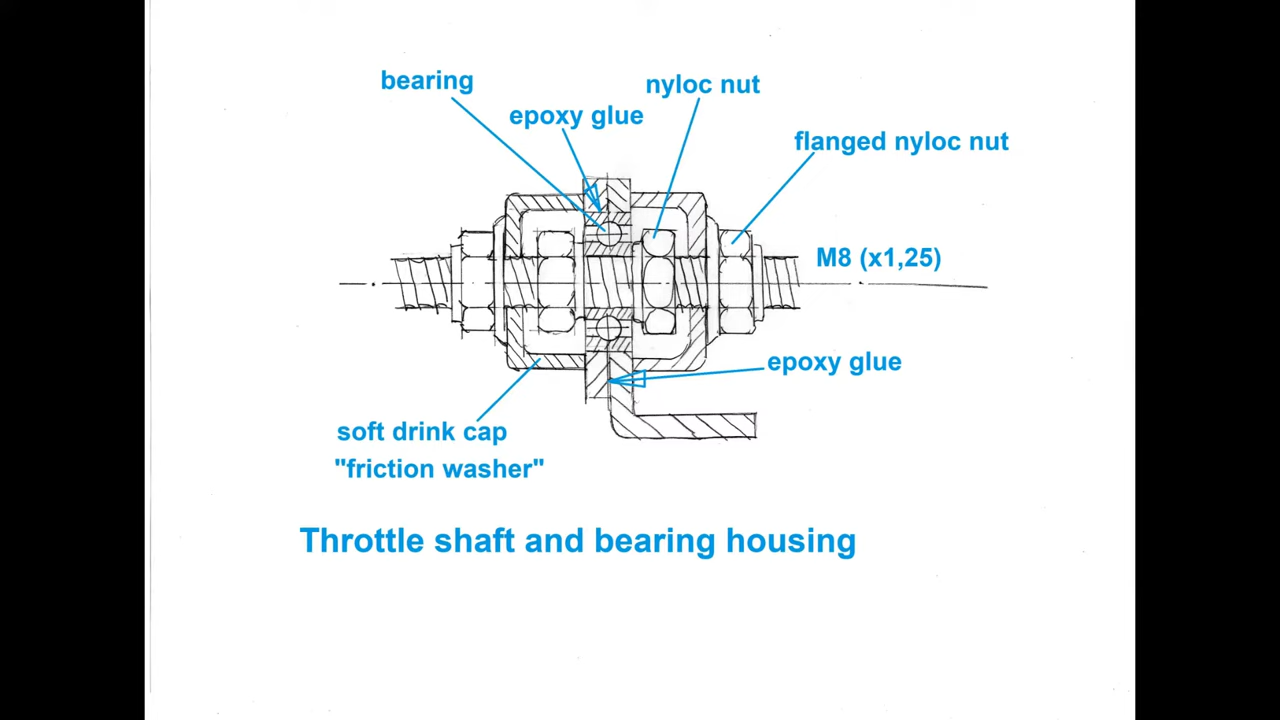 bearing
nyloc nut
epoxy glue
flanged nyloc nut
M8 (x1,25)
epoxy glue
soft drink cap
"friction washer"
Throttle shaft and bearing housing